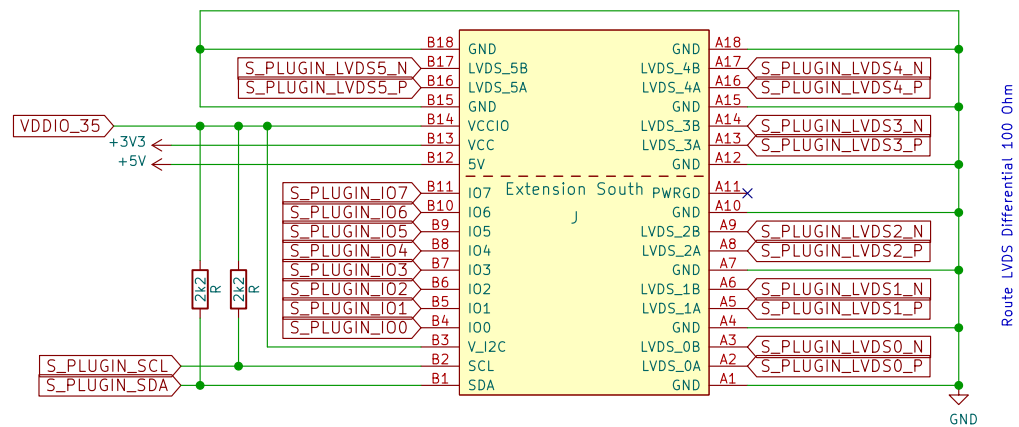 B18 GND GND A18
S_PLUGIN_LVDS5_N B17 LVDS_5B LVDS_4B A17 S_PLUGIN_LVDS4_N
S_PLUGIN_LVDS5_P B16 LVDS_5A LVDS_4A A16 S_PLUGIN_LVDS4_P
B15 GND GND A15
VDDIO_35 B14 VCCIO LVDS_3B A14 S_PLUGIN_LVDS3_N
+3V3 B13 VCC LVDS_3A A13 S_PLUGIN_LVDS3_P
+5V B12 5V GND A12
Extension South
S_PLUGIN_IO7 B11 IO7 PWRGD A11
S_PLUGIN_IO6 B10 IO6 GND A10
J
S_PLUGIN_IO5 B9 IO5 LVDS_2B A9 S_PLUGIN_LVDS2_N
S_PLUGIN_IO4 B8 IO4 LVDS_2A A8 S_PLUGIN_LVDS2_P
S_PLUGIN_IO3 B7 IO3 GND A7
2k2 R 2k2 R
S_PLUGIN_IO2 B6 IO2 LVDS_1B A6 S_PLUGIN_LVDS1_N
S_PLUGIN_IO1 B5 IO1 LVDS_1A A5 S_PLUGIN_LVDS1_P
S_PLUGIN_IO0 B4 IO0 GND A4
B3 V_I2C LVDS_0B A3 S_PLUGIN_LVDS0_N
S_PLUGIN_SCL B2 SCL LVDS_0A A2 S_PLUGIN_LVDS0_P
S_PLUGIN_SDA B1 SDA GND A1
GND
Route LVDS Differential 100 Ohm